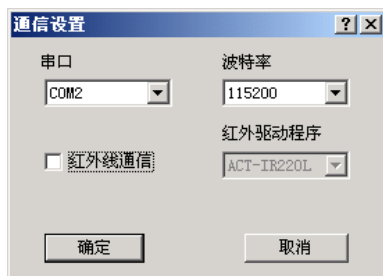 通信设置
串口
波特率
COM2
115200
红外驱动程序
红外线通信
ACT-IR220L
确定
取消